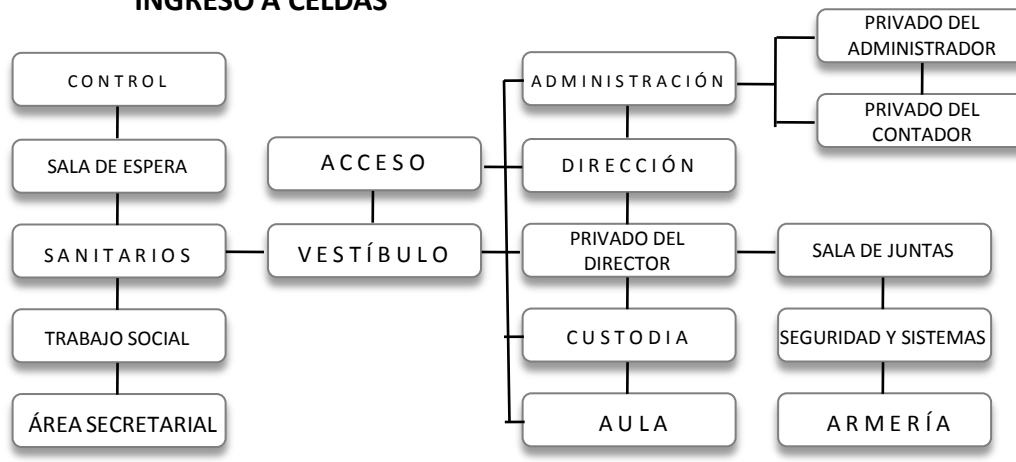 INGRESO A CELDAS
CONTROL
SALA DE ESPERA
SANITARIOS
TRABAJO SOCIAL
ÁREA SECRETARIAL
ACCESO
VESTÍBULO
ADMINISTRACIÓN
DIRECCIÓN
PRIVADO DEL
DIRECTOR
CUSTODIA
AULA
PRIVADO DEL
ADMINISTRADOR
PRIVADO DEL
CONTADOR
SALA DE JUNTAS
SEGURIDAD Y SISTEMAS
ARMERÍA